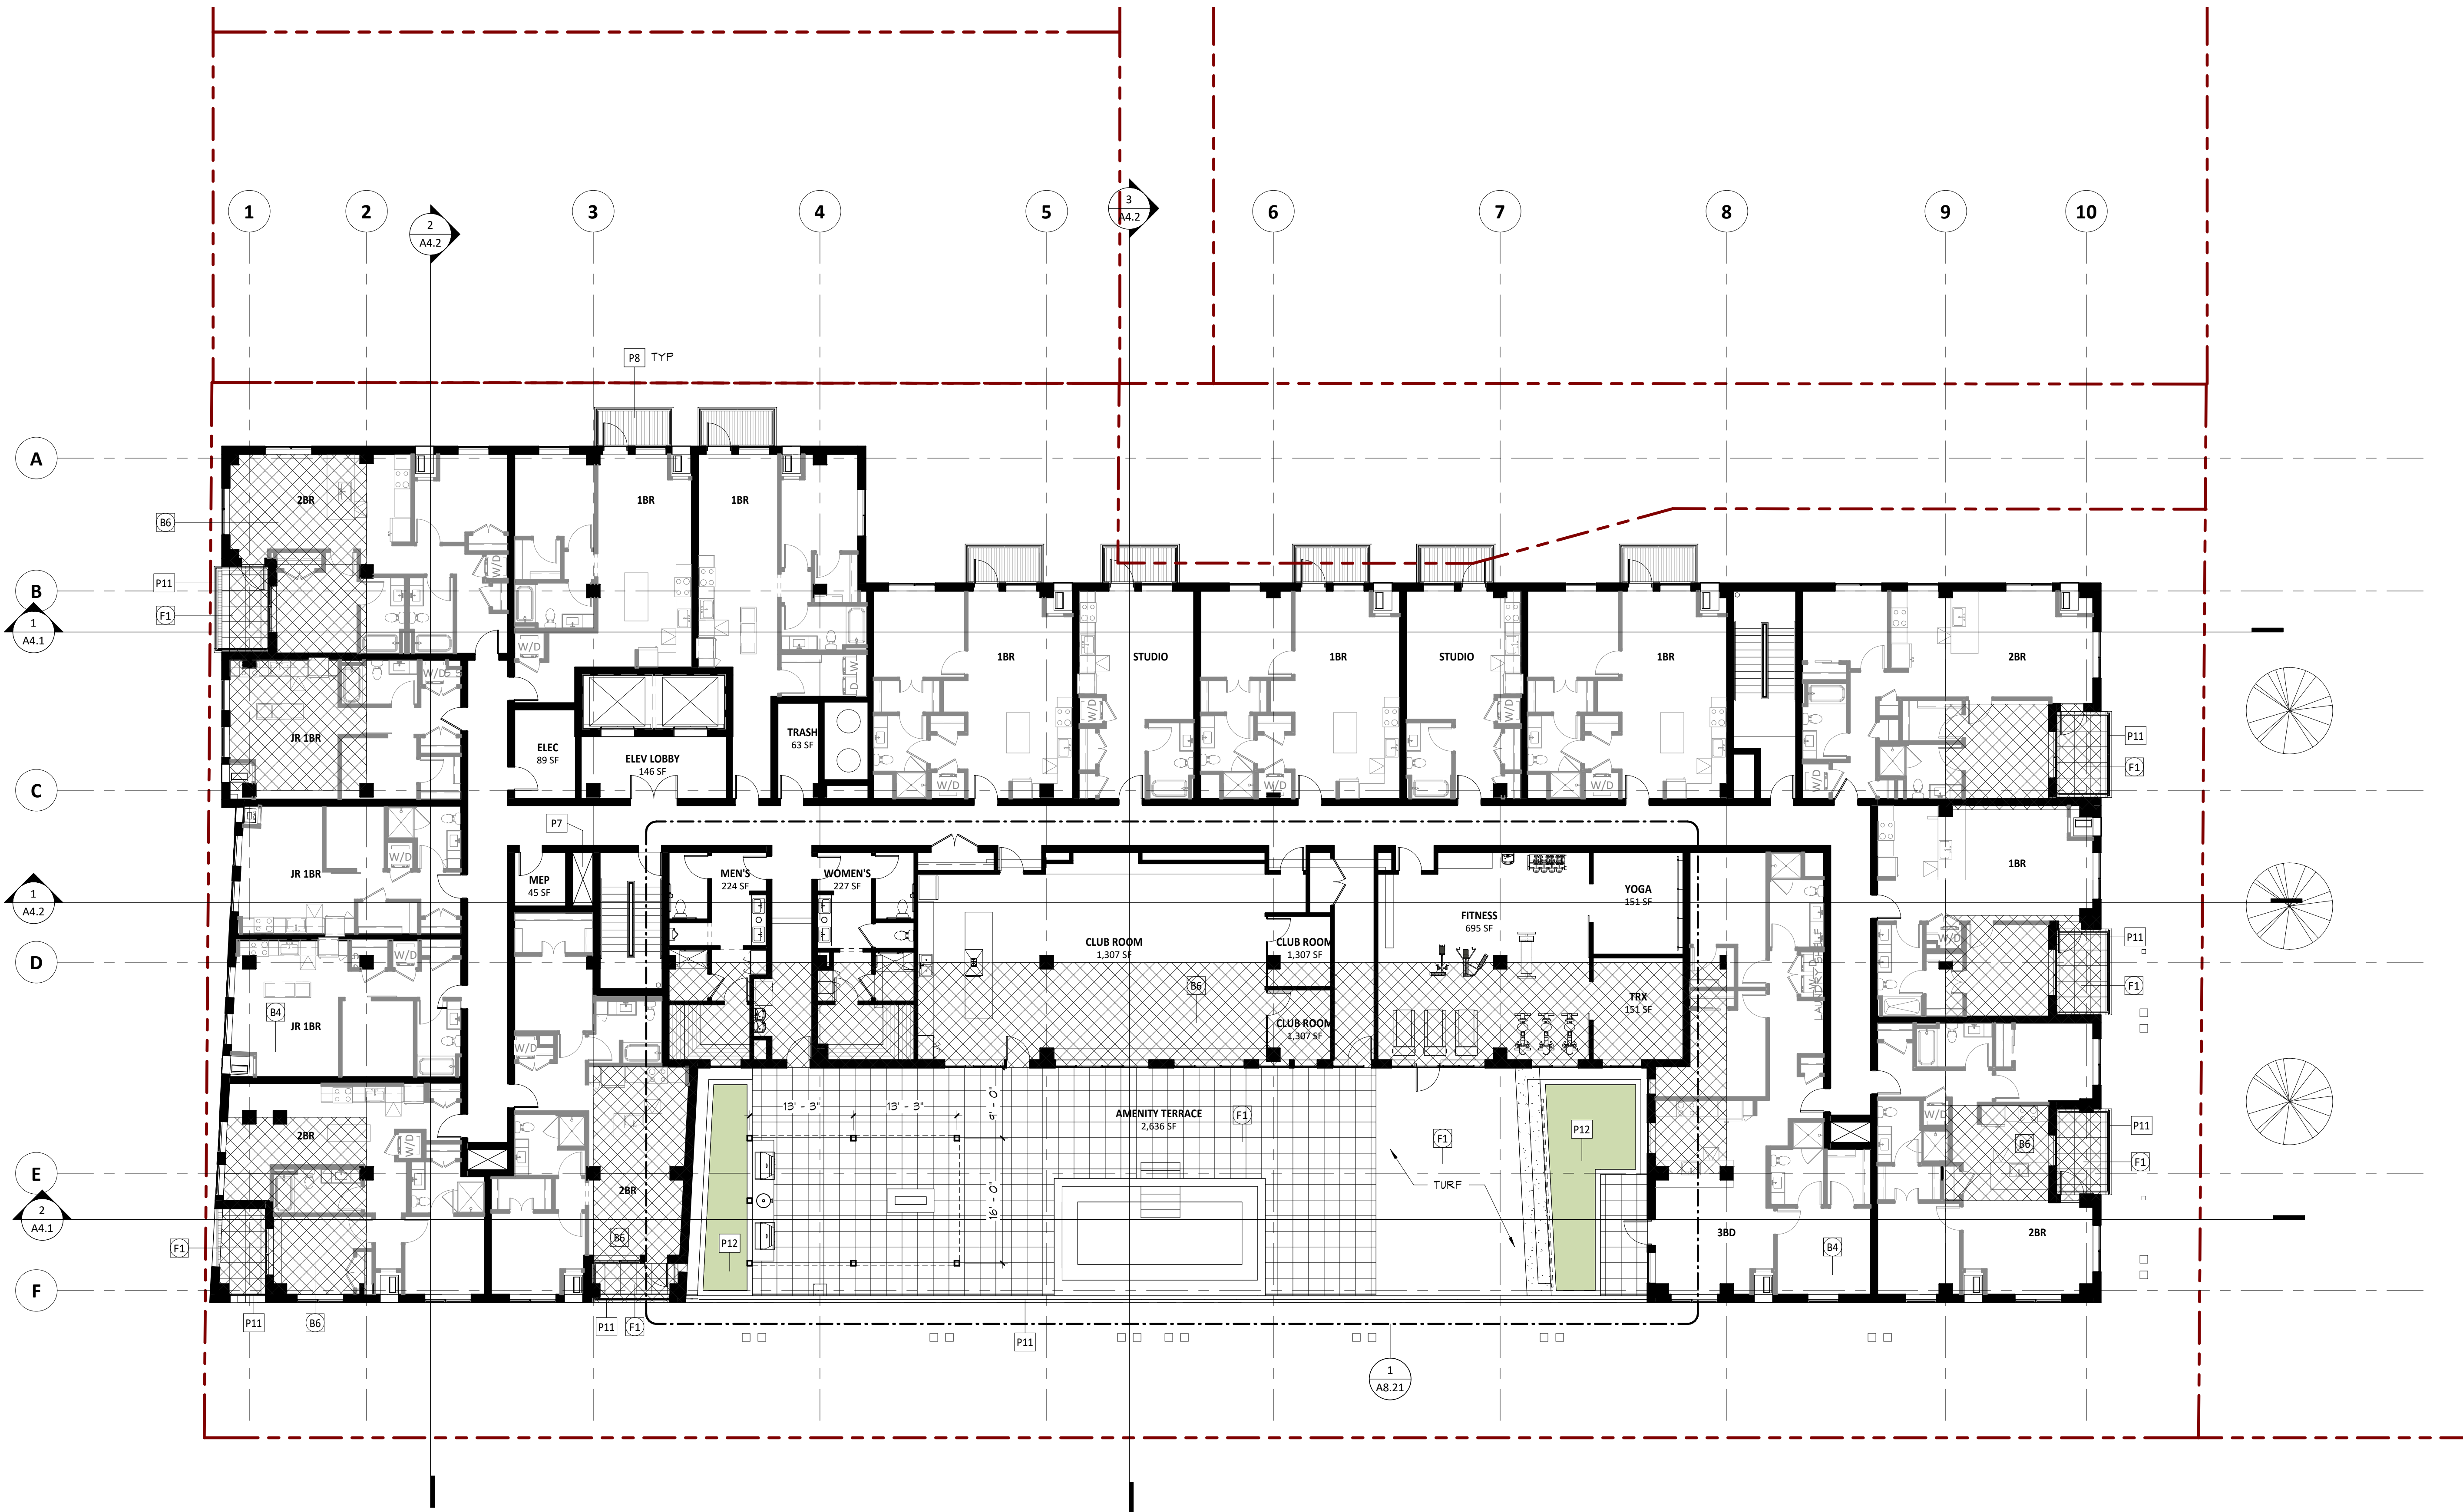 1
2
3
4
5
6
7
8
9
10
2
A4.2
3
A4.2
P8
TYP
A
2BR
1BR
1BR
B6
P11
B
F1
1
A4.1
W/D
W/D
W/D
1BR
STUDIO
1BR
STUDIO
1BR
2BR
W/D
W/D
W/D
JR 1BR
ELEC
89 SF
ELEV LOBBY
146 SF
TRASH
63 SF
P11
F1
C
W/D
W/D
W/D
W/D
P7
W/D
JR 1BR
MEP
45 SF
MEN'S
224 SF
WOMEN'S
227 SF
1BR
1
A4.2
YOGA
151 SF
FITNESS
695 SF
CLUB ROOM
1,307 SF
CLUB ROOM
1,307 SF
P11
D
W/D
W/D
W/D
LAUNDRY SHELF
B6
F1
TRX
151 SF
B4
JR 1BR
CLUB ROOM
1,307 SF
W/D
13' - 3"
13' - 3"
9' - 0"
AMENITY TERRACE
2,636 SF
F1
P12
W/D
P11
2BR
W/D
F1
B6
F1
E
2BR
TURF
16' - 0"
2
A4.1
F1
B6
P12
3BD
B4
2BR
F
P11
B6
P11
F1
P11
1
A8.21